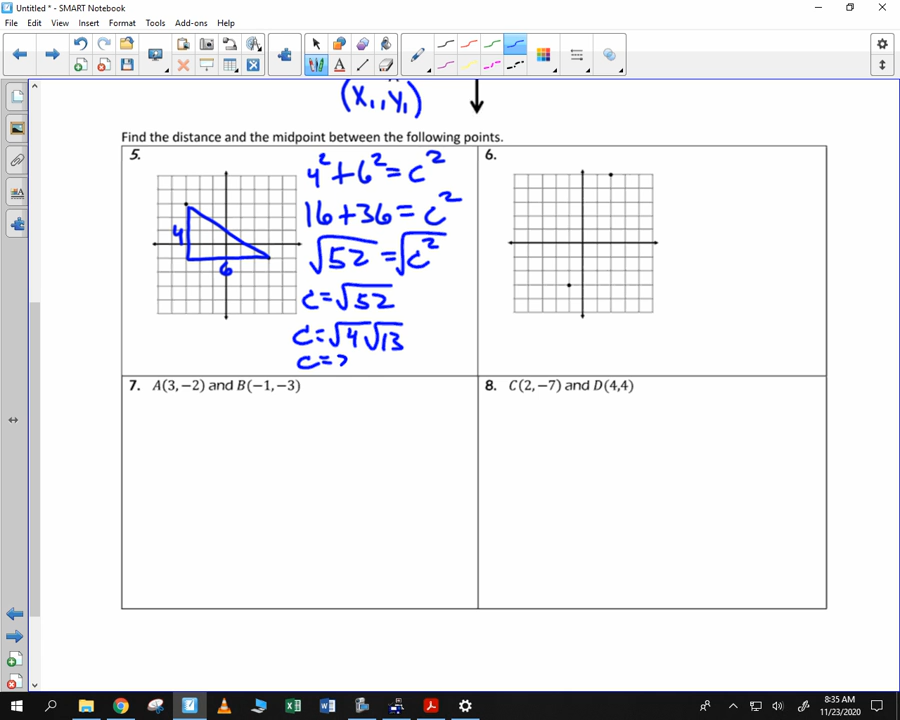 Untitled * - SMART Notebook
File Edit View Insert Format Tools Add-ons Help
(x₁, y₁)
Find the distance and the midpoint between the following points.
5.
4² + 6² = c²
16 + 36 = c²
√52 = √c²
c = √52
c = √4 √13
c = 2
4
6
6.
7. A(3,−2) and B(−1,−3)
8. C(2,−7) and D(4,4)
8:35 AM
11/23/2020